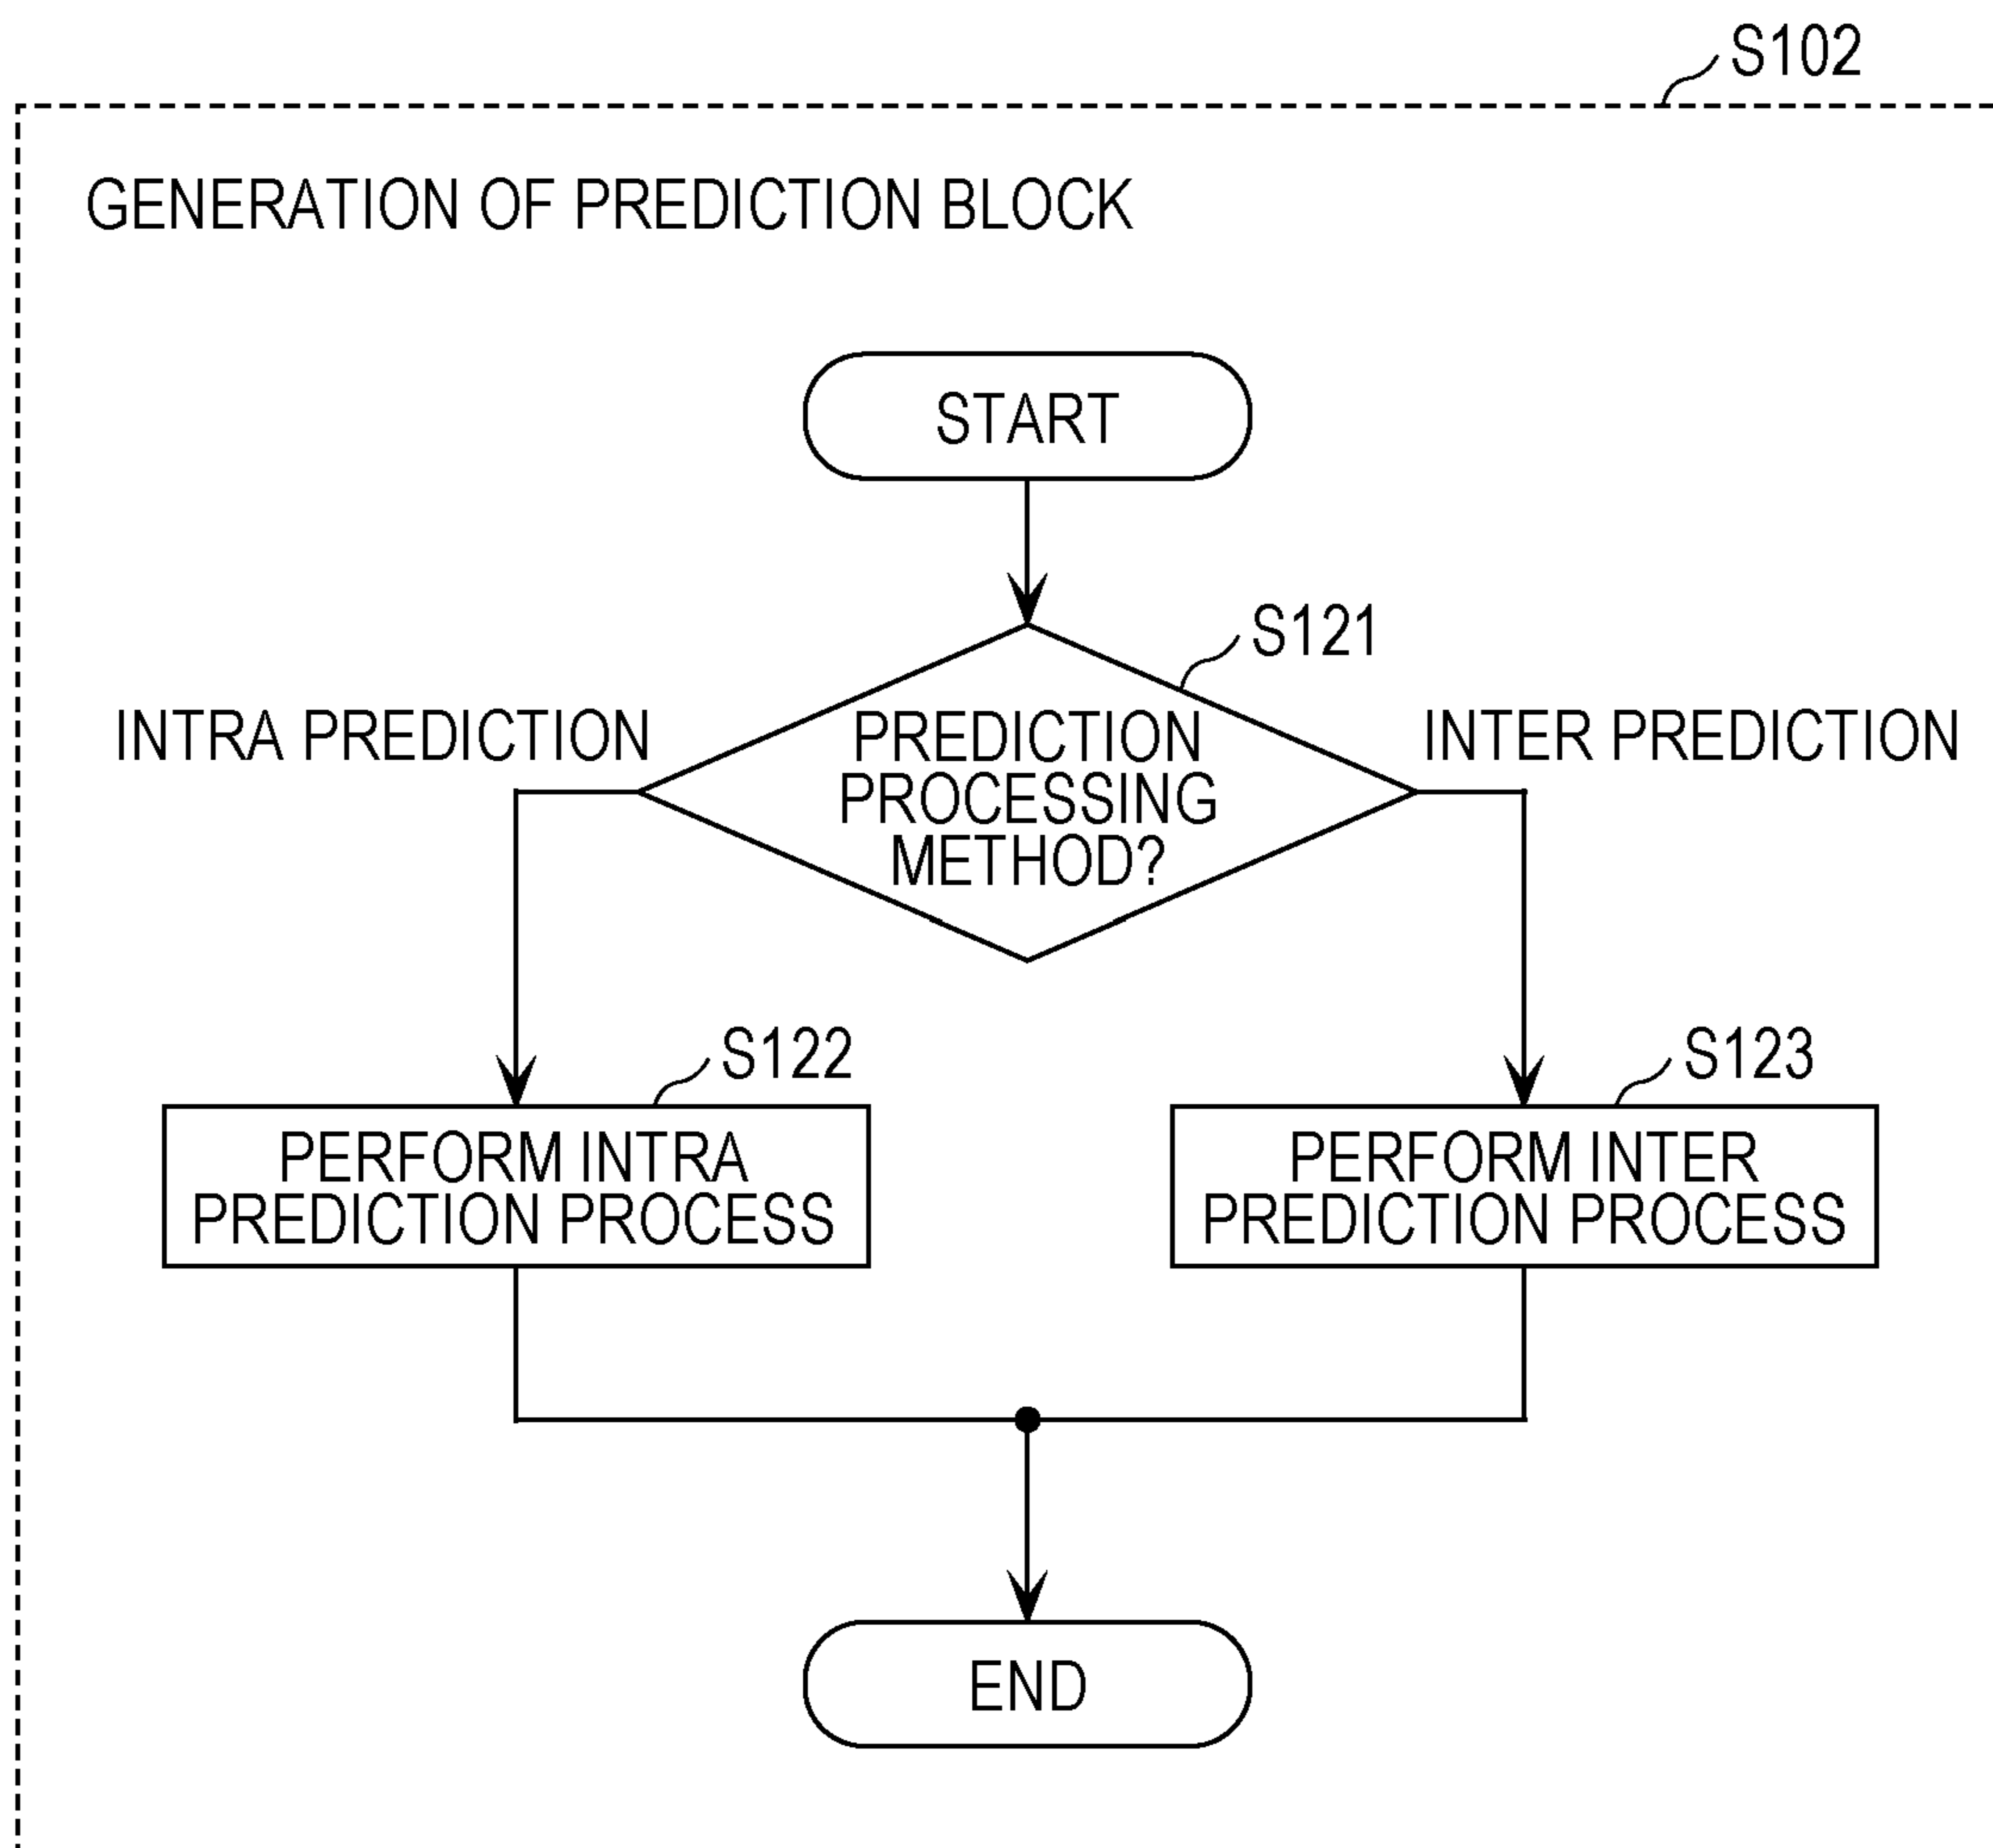 S102
GENERATION OF PREDICTION BLOCK
START
S121
INTRA PREDICTION
PREDICTION
PROCESSING
METHOD?
INTER PREDICTION
S122
S123
PERFORM INTRA
PREDICTION PROCESS
PERFORM INTER
PREDICTION PROCESS
END